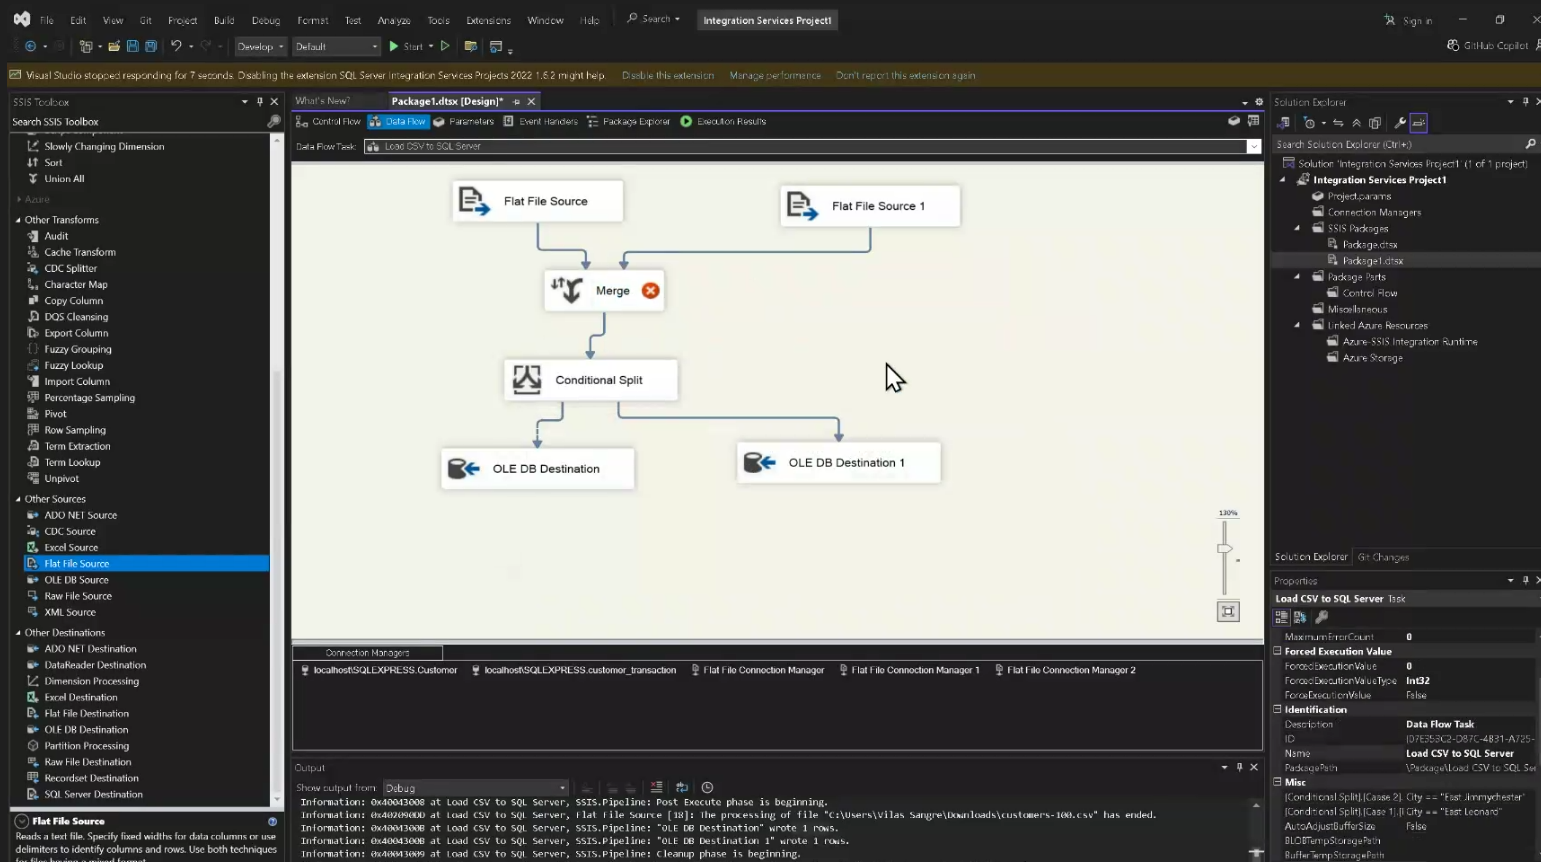 File Edit View Git Project Build Debug Format Test Analyze Tools Extensions Window Help Search Integration Services Project1 Sign in
Develop Default Start GitHub Copilot
Visual Studio stopped responding for 7 seconds. Disabling the extension SQL Server Integration Services Projects 2022 1.6.2 might help. Disable this extension Manage performance Don't report this extension again
SSIS Toolbox
Search SSIS Toolbox
Slowly Changing Dimension
Sort
Union All
Azure
Other Transforms
Audit
Cache Transform
CDC Splitter
Character Map
Copy Column
DQS Cleansing
Export Column
Fuzzy Grouping
Fuzzy Lookup
Import Column
Percentage Sampling
Pivot
Row Sampling
Term Extraction
Term Lookup
Unpivot
Other Sources
ADO NET Source
CDC Source
Excel Source
Flat File Source
OLE DB Source
Raw File Source
XML Source
Other Destinations
ADO NET Destination
DataReader Destination
Dimension Processing
Excel Destination
Flat File Destination
OLE DB Destination
Partition Processing
Raw File Destination
Recordset Destination
SQL Server Destination
Flat File Source
Reads a text file. Specify fixed widths for data columns or use
delimiters to identify columns and rows. Use both techniques
What's New? Package1.dtsx [Design]*
Control Flow Data Flow Parameters Event Handlers Package Explorer Execution Results
Data Flow Task: Load CSV to SQL Server
Flat File Source
Flat File Source 1
Merge
Conditional Split
OLE DB Destination
OLE DB Destination 1
130%
Connection Managers
localhost\SQLEXPRESS.Customer localhost\SQLEXPRESS.customor_transaction Flat File Connection Manager Flat File Connection Manager 1 Flat File Connection Manager 2
Output
Show output from: Debug
Information: 0x40043008 at Load CSV to SQL Server, SSIS.Pipeline: Post Execute phase is beginning.
Information: 0x402090DD at Load CSV to SQL Server, Flat File Source [18]: The processing of file "C:\Users\Vilas Sangre\Downloads\customers-100.csv" has ended.
Information: 0x4004300B at Load CSV to SQL Server, SSIS.Pipeline: "OLE DB Destination" wrote 1 rows.
Information: 0x4004300B at Load CSV to SQL Server, SSIS.Pipeline: "OLE DB Destination 1" wrote 1 rows.
Information: 0x40043009 at Load CSV to SQL Server, SSIS.Pipeline: Cleanup phase is beginning.
Solution Explorer
Search Solution Explorer (Ctrl+;)
Solution 'Integration Services Project1' (1 of 1 project)
Integration Services Project1
Project.params
Connection Managers
SSIS Packages
Package.dtsx
Package1.dtsx
Package Parts
Control Flow
Miscellaneous
Linked Azure Resources
Azure-SSIS Integration Runtime
Azure Storage
Solution Explorer Git Changes
Properties
Load CSV to SQL Server Task
MaximumErrorCount 0
Forced Execution Value
ForcedExecutionValue 0
ForcedExecutionValueType Int32
ForceExecutionValue False
Identification
Description Data Flow Task
ID {D7E353C2-D87C-4831-A725-
Name Load CSV to SQL Server
PackagePath \Package\Load CSV to SQL Se
Misc
[Conditional Split].[Case 2]. City == "East Jimmychester"
[Conditional Split].[Case 1].[ City == "East Leonard"
AutoAdjustBufferSize False
BLOBTempStoragePath
BufferTempStoragePath